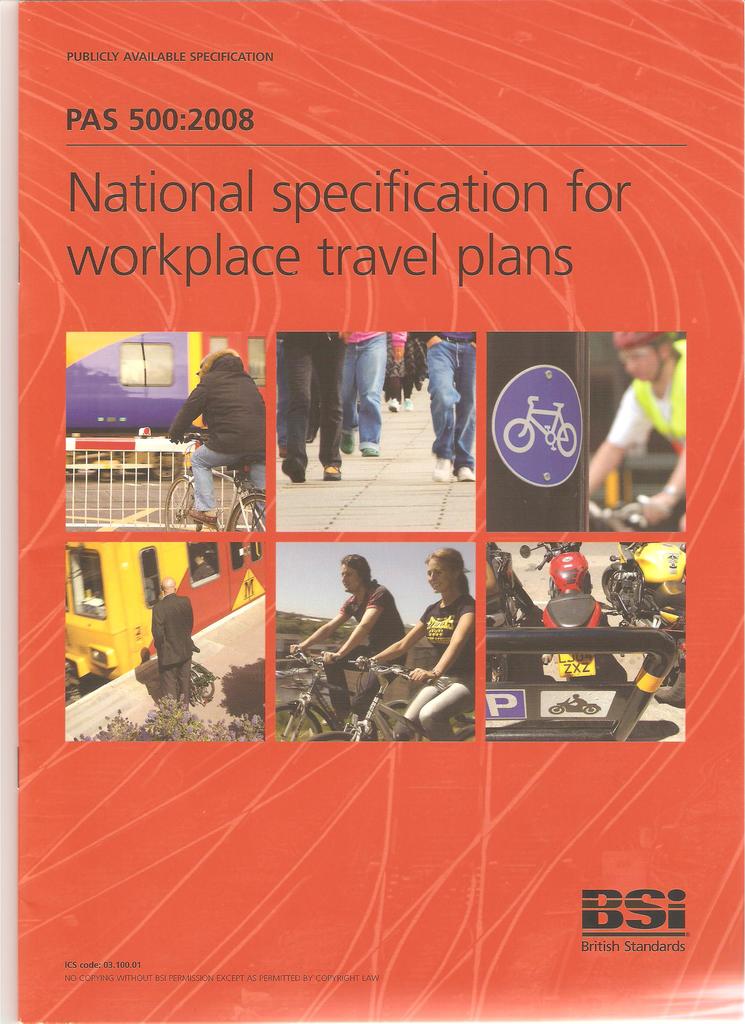 PUBLICLY AVAILABLE SPECIFICATION
PAS 500:2008
National specification for
workplace travel plans
P
ZXZ
BSi
British Standards
ICS code: 03.100.01
NO COPYING WITHOUT BSI PERMISSION EXCEPT AS PERMITTED BY COPYRIGHT LAW